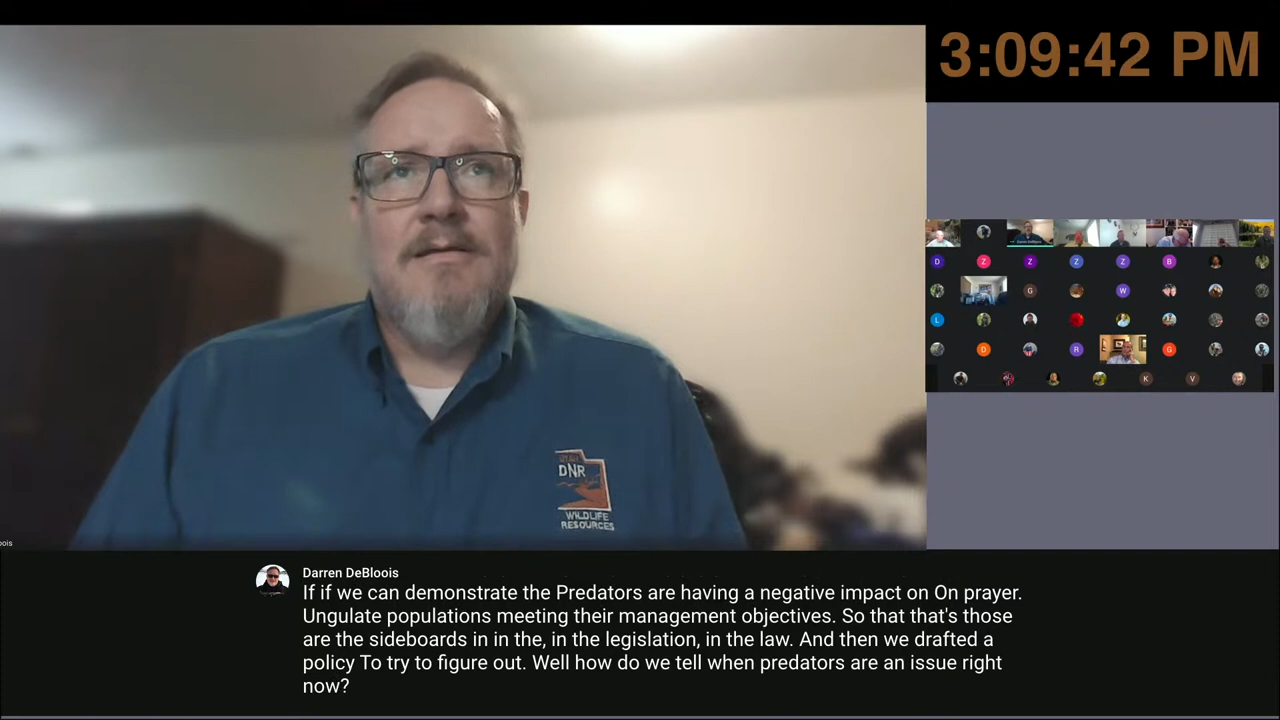 3:09:42 PM
DNR
WILDLIFE
RESOURCES
ois
D
Z
Z
Z
Z
B
G
W
L
D
R
G
K
V
Darren DeBloois
If if we can demonstrate the Predators are having a negative impact on On prayer.
Ungulate populations meeting their management objectives. So that that's those
are the sideboards in in the, in the legislation, in the law. And then we drafted a
policy To try to figure out. Well how do we tell when predators are an issue right
now?